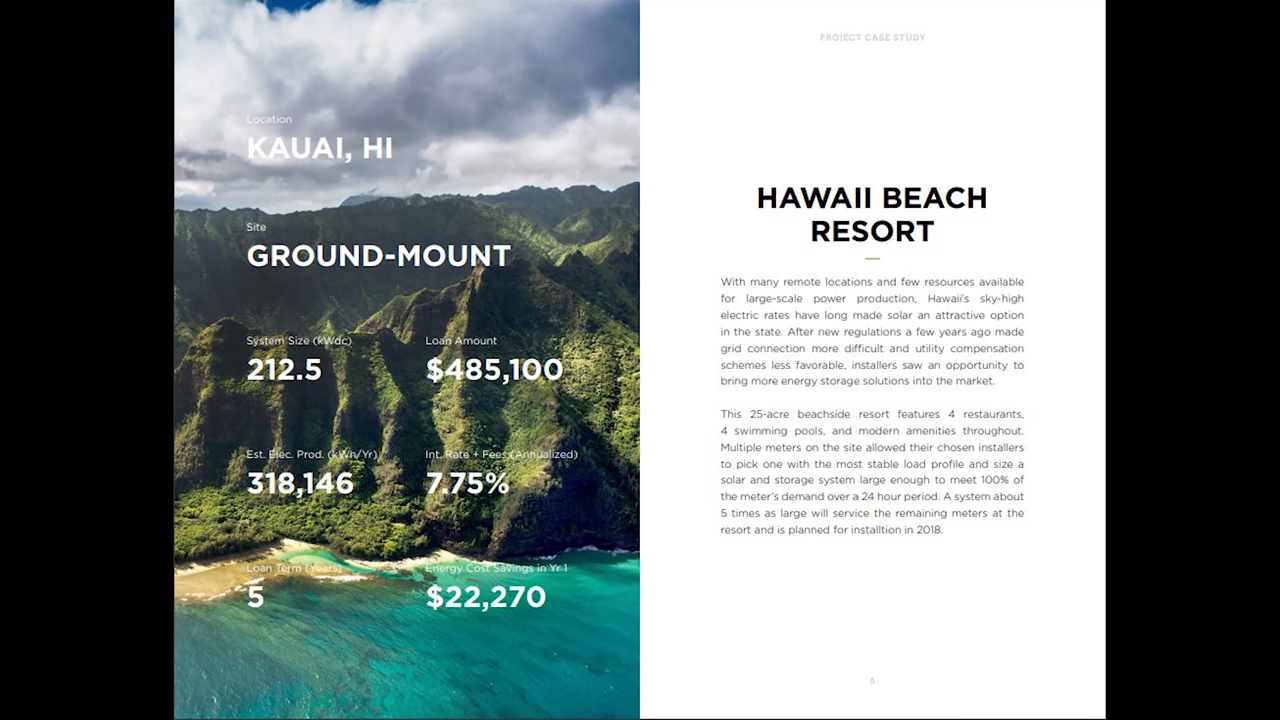 Location
KAUAI, HI
Site
GROUND-MOUNT
System Size (kWdc)
Loan Amount
212.5
$485,100
Est. Elec. Prod. (kWh/Yr)
Int. Rate + Fees (Annualized)
318,146
7.75%
Loan Term (Years)
Energy Cost Savings in Yr 1
5
$22,270
PROJECT CASE STUDY
HAWAII BEACH
RESORT
With many remote locations and few resources available
for large-scale power production, Hawaii's sky-high
electric rates have long made solar an attractive option
in the state. After new regulations a few years ago made
grid connection more difficult and utility compensation
schemes less favorable, installers saw an opportunity to
bring more energy storage solutions into the market.
This 25-acre beachside resort features 4 restaurants,
4 swimming pools, and modern amenities throughout.
Multiple meters on the site allowed their chosen installers
to pick one with the most stable load profile and size a
solar and storage system large enough to meet 100% of
the meter's demand over a 24 hour period. A system about
5 times as large will service the remaining meters at the
resort and is planned for installtion in 2018.
6